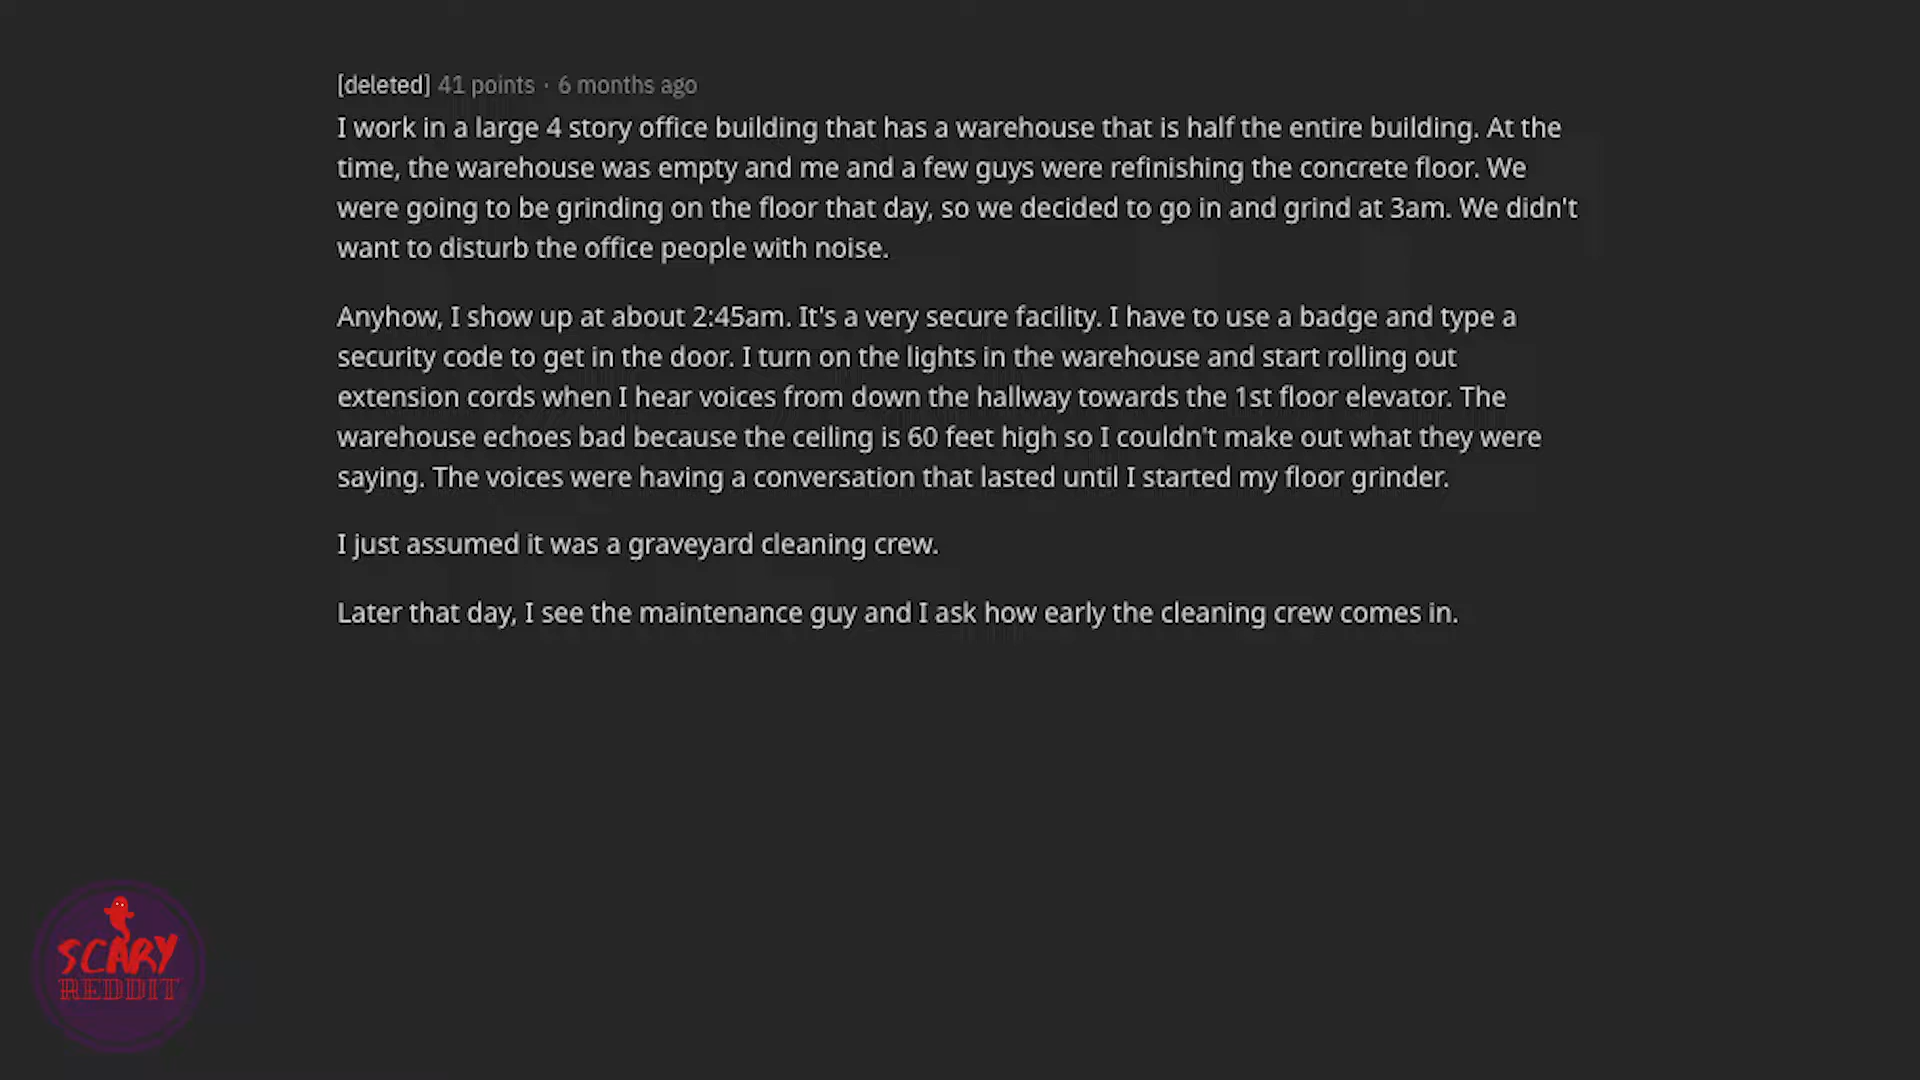 [deleted] 41 points · 6 months ago
I work in a large 4 story office building that has a warehouse that is half the entire building. At the
time, the warehouse was empty and me and a few guys were refinishing the concrete floor. We
were going to be grinding on the floor that day, so we decided to go in and grind at 3am. We didn't
want to disturb the office people with noise.
Anyhow, I show up at about 2:45am. It's a very secure facility. I have to use a badge and type a
security code to get in the door. I turn on the lights in the warehouse and start rolling out
extension cords when I hear voices from down the hallway towards the 1st floor elevator. The
warehouse echoes bad because the ceiling is 60 feet high so I couldn't make out what they were
saying. The voices were having a conversation that lasted until I started my floor grinder.
I just assumed it was a graveyard cleaning crew.
Later that day, I see the maintenance guy and I ask how early the cleaning crew comes in.
SCARY
REDDIT